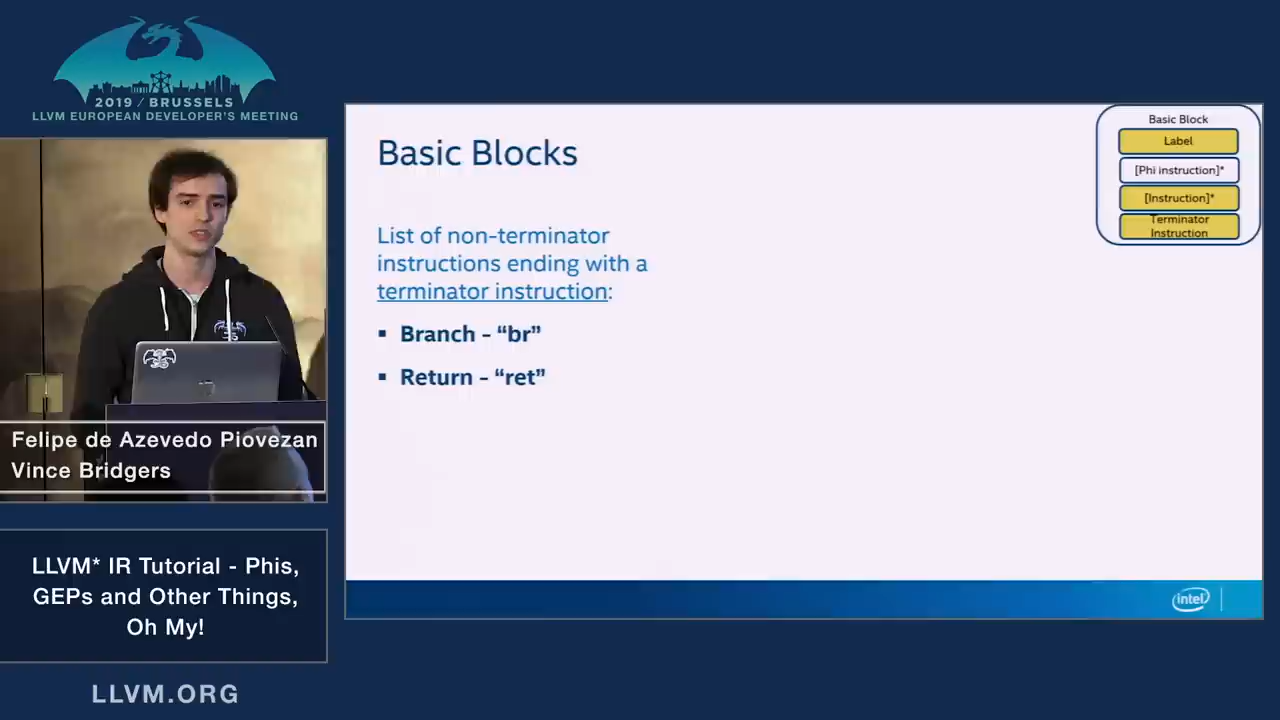 2019 / BRUSSELS
LLVM EUROPEAN DEVELOPER'S MEETING
Felipe de Azevedo Piovezan
Vince Bridgers
LLVM* IR Tutorial - Phis,
GEPs and Other Things,
Oh My!
LLVM.ORG
Basic Blocks
List of non-terminator
instructions ending with a
terminator instruction:
▪ Branch - “br”
▪ Return - “ret”
Basic Block
Label
[Phi instruction]*
[Instruction]*
Terminator
Instruction
intel